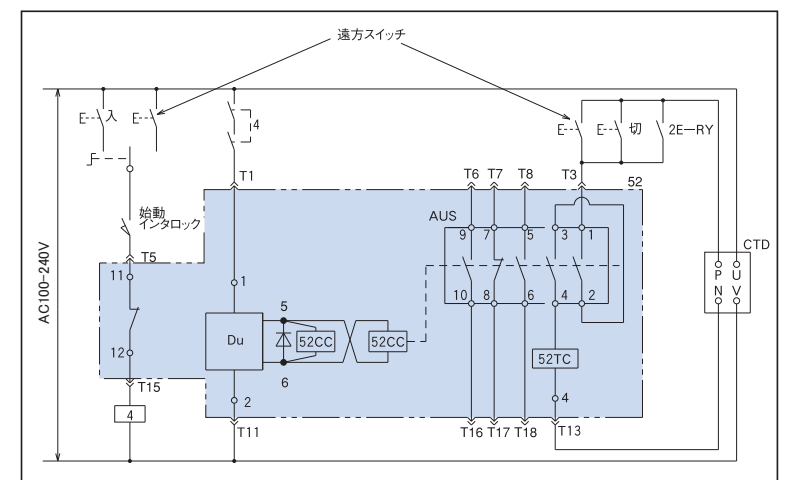 遠方スイッチ
入
4
切
2E-RY
T1
T6 T7 T8 T3
52
始動
インタロック
AUS
9 7 5 3 1
T5
11
AC100-240V
1
CTD
P U
N V
10 8 6 4 2
5
Du
52CC
52CC
12
6
52TC
T15
2
4
4
T11
T16 T17 T18 T13